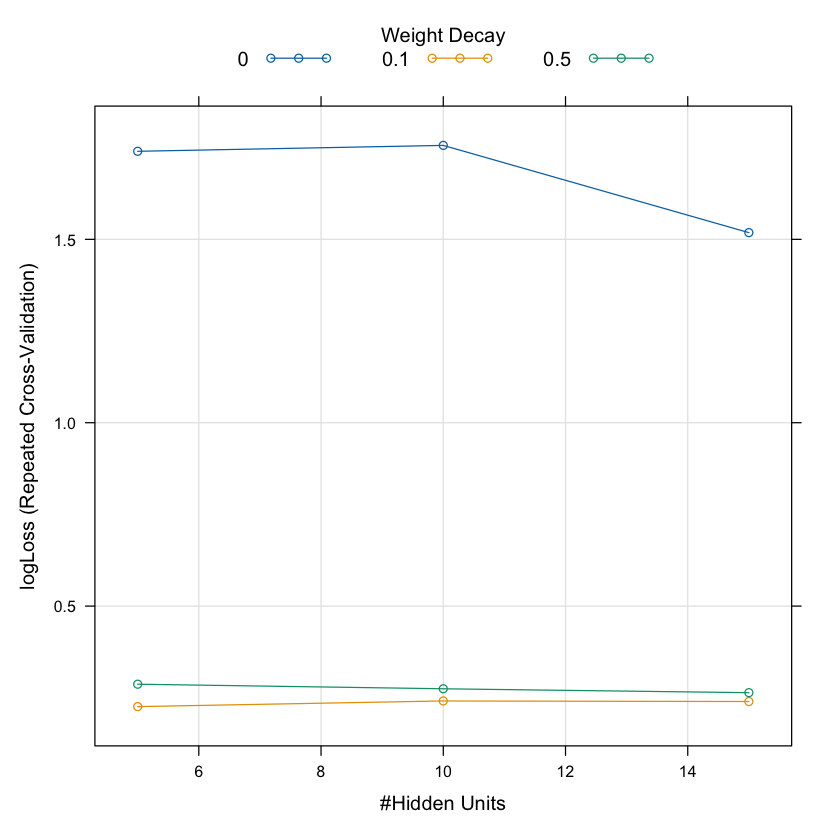 Weight Decay
0 0.1 0.5
logLoss (Repeated Cross-Validation)
1.5
1.0
0.5
6 8 10 12 14
#Hidden Units